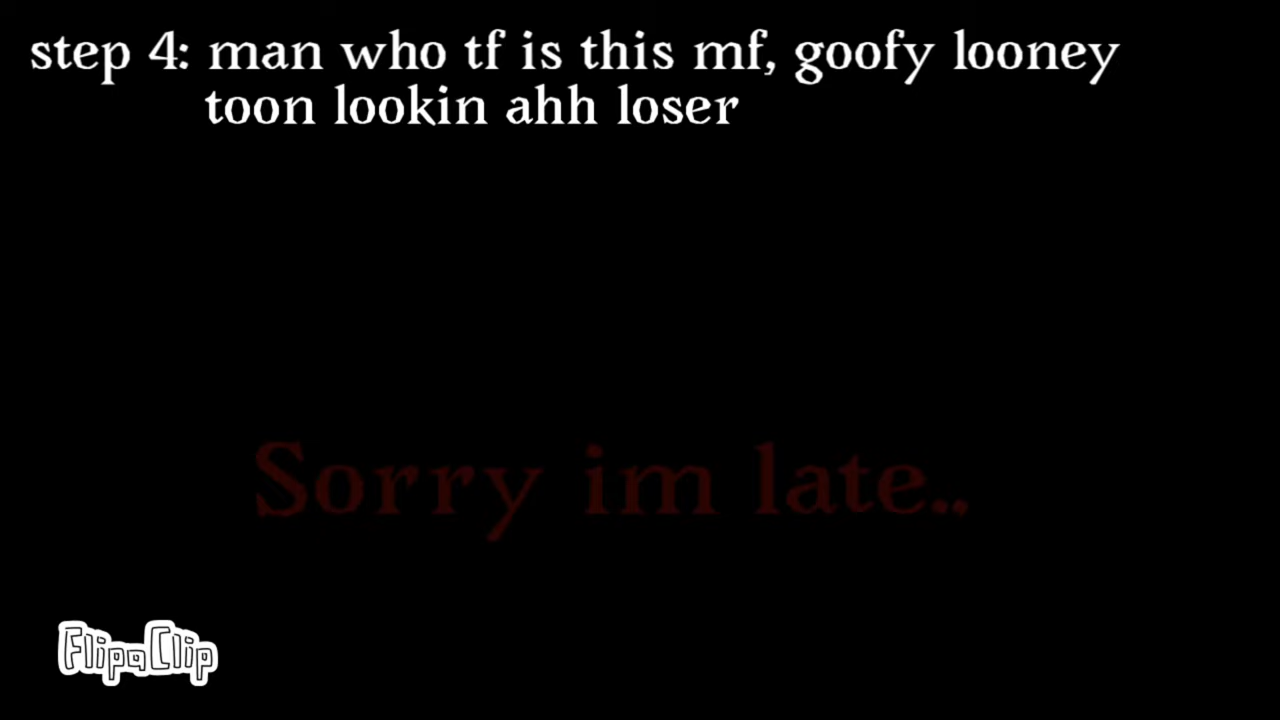 step 4: man who tf is this mf, goofy looney
toon lookin ahh loser
Sorry im late..
FlipaClip